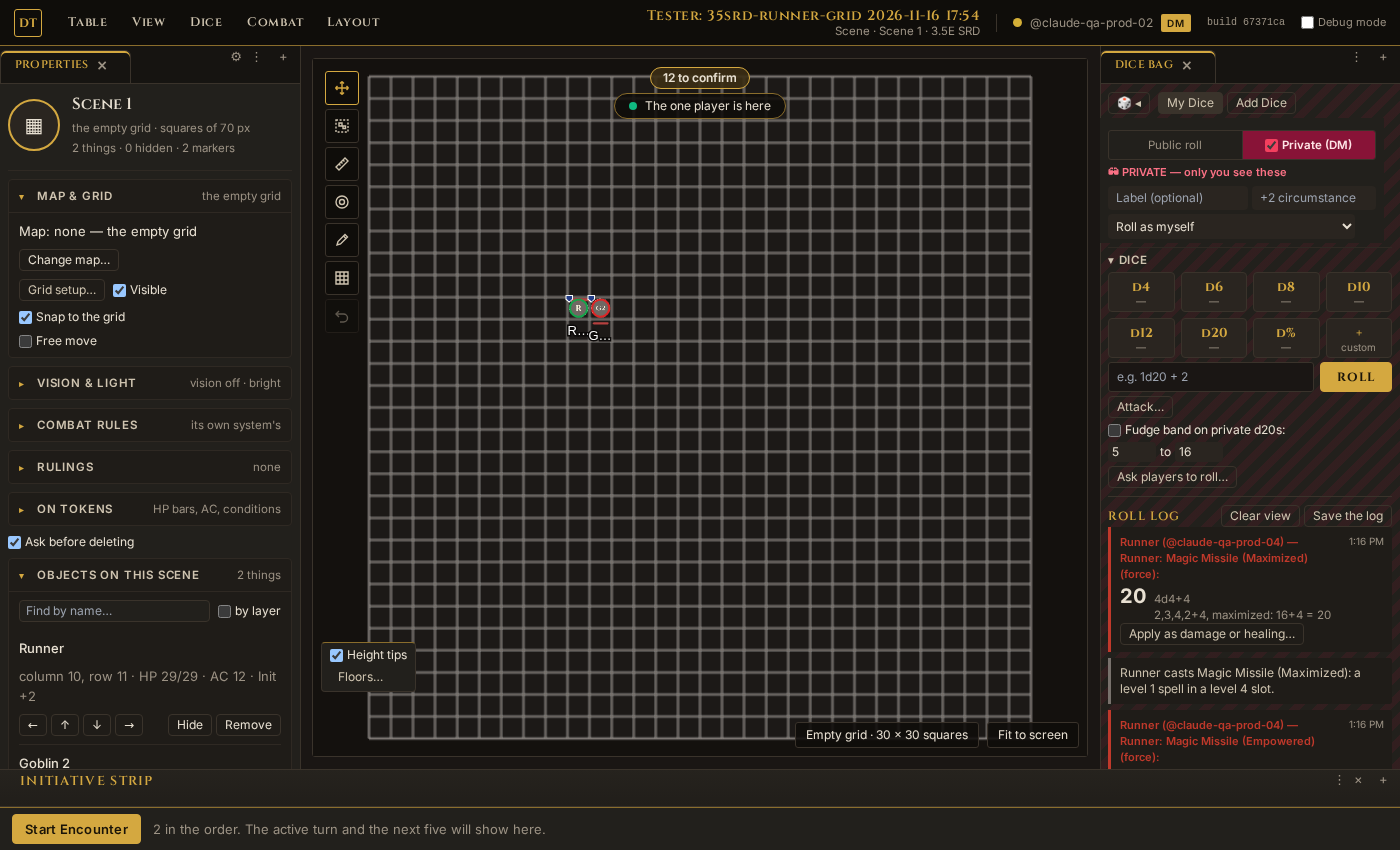 DT
TABLE VIEW DICE COMBAT LAYOUT
TESTER: 35SRD-RUNNER-GRID 2026-11-16 17:54
Scene · Scene 1 · 3.5E SRD
@claude-qa-prod-02 DM
build 67371ca
Debug mode
PROPERTIES
SCENE 1
the empty grid · squares of 70 px
2 things · 0 hidden · 2 markers
MAP & GRID the empty grid
Map: none — the empty grid
Change map...
Grid setup... Visible
Snap to the grid
Free move
VISION & LIGHT vision off · bright
COMBAT RULES its own system's
RULINGS none
ON TOKENS HP bars, AC, conditions
Ask before deleting
OBJECTS ON THIS SCENE 2 things
Find by name... by layer
Runner
column 10, row 11 · HP 29/29 · AC 12 · Init
+2
← ↑ ↓ → Hide Remove
Goblin 2
12 to confirm
The one player is here
R G2
R... G...
Height tips
Floors...
Empty grid · 30 × 30 squares Fit to screen
DICE BAG
My Dice Add Dice
Public roll Private (DM)
PRIVATE — only you see these
Label (optional) +2 circumstance
Roll as myself
DICE
D4 D6 D8 D10
— — — —
D12 D20 D% +
— — — custom
e.g. 1d20 + 2 ROLL
Attack...
Fudge band on private d20s:
5 to 16
Ask players to roll...
ROLL LOG Clear view Save the log
Runner (@claude-qa-prod-04) — 1:16 PM
Runner: Magic Missile (Maximized)
(force):
20 4d4+4
2,3,4,2+4, maximized: 16+4 = 20
Apply as damage or healing...
Runner casts Magic Missile (Maximized): a
level 1 spell in a level 4 slot.
Runner (@claude-qa-prod-04) — 1:16 PM
Runner: Magic Missile (Empowered)
(force):
INITIATIVE STRIP
Start Encounter 2 in the order. The active turn and the next five will show here.